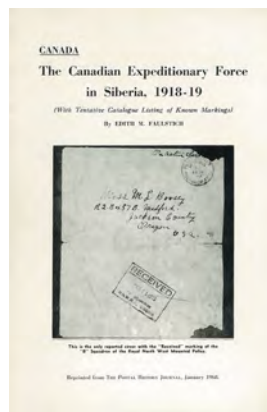 CANADA
The Canadian Expeditionary Force
in Siberia, 1918-19
(With Tentative Catalogue Listing of Known Markings)
By EDITH M. FAULSTICH
Miss M L
Jackson County
Oregon
RECEIVED
This is the only reported cover with the "Received" marking of the
"B" Squadron of the Royal North West Mounted Police.
Reprinted from THE POSTAL HISTORY JOURNAL, January 1968.